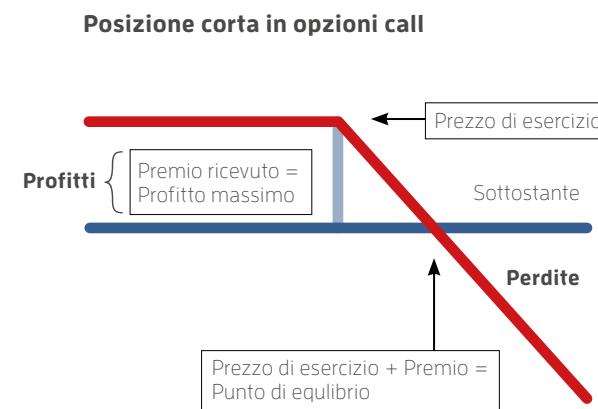 Posizione corta in opzioni call
Prezzo di esercizio
Profitti
Premio ricevuto =
Profitto massimo
Sottostante
Perdite
Prezzo di esercizio + Premio =
Punto di equlibrio